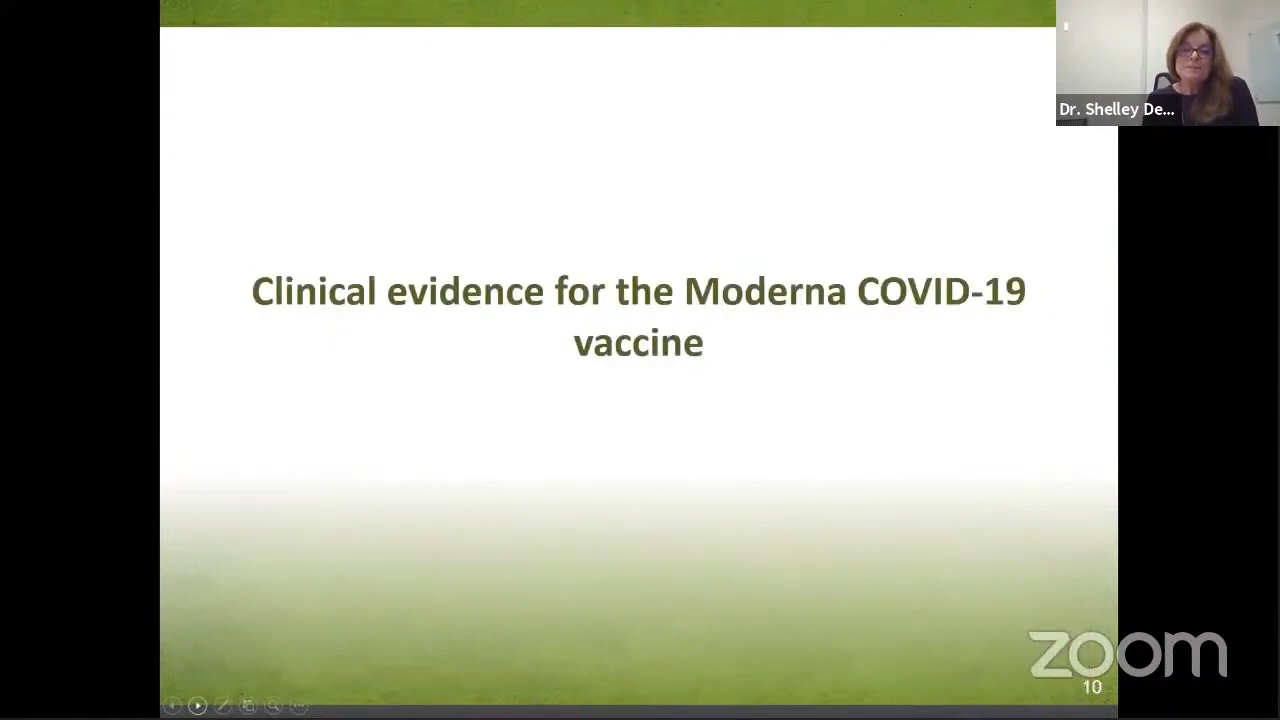 Dr. Shelley De...
Clinical evidence for the Moderna COVID-19
vaccine
zoom
10